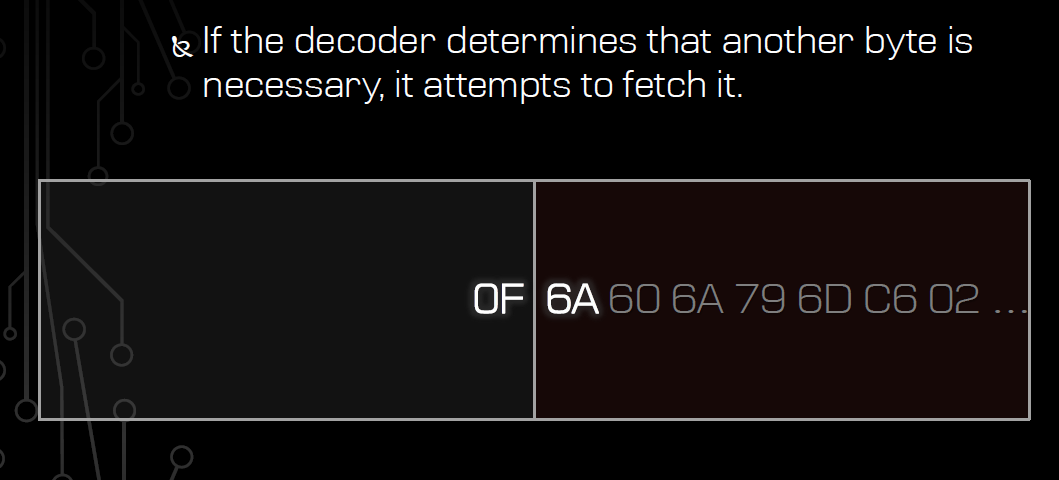 If the decoder determines that another byte is
necessary, it attempts to fetch it.
0F 6A 60 6A 79 6D C6 02 ...